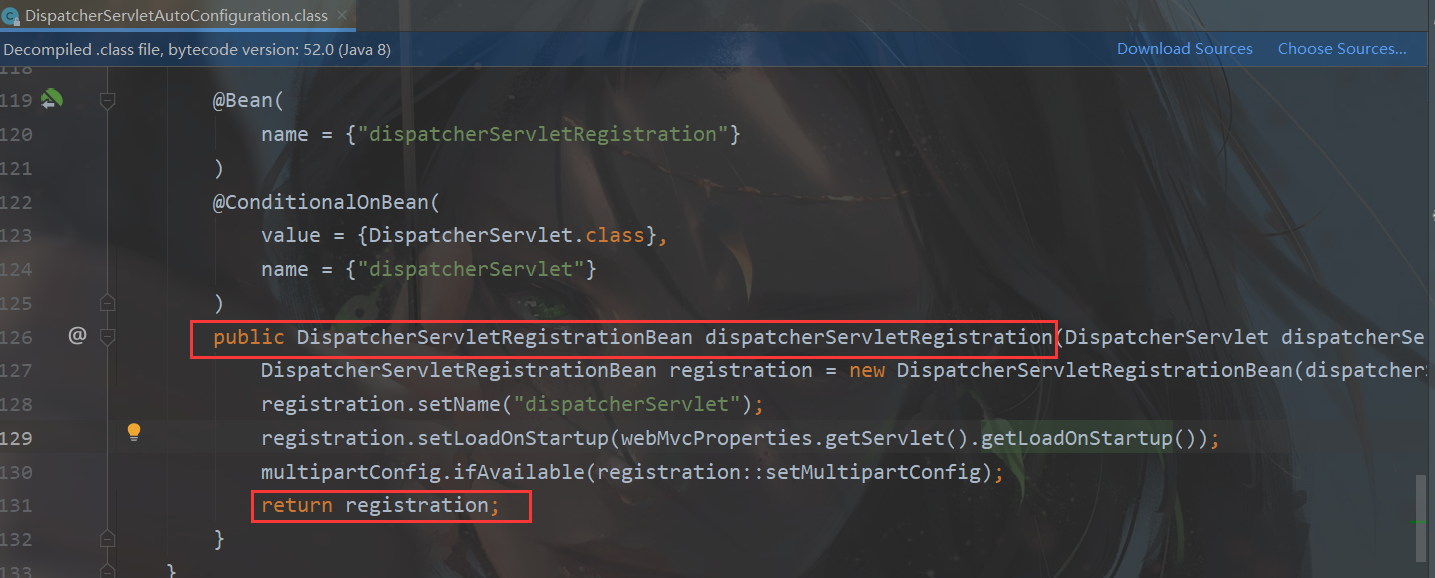 DispatcherServletAutoConfiguration.class
Decompiled .class file, bytecode version: 52.0 (Java 8) Download Sources Choose Sources...
118
119 @Bean(
120 name = {"dispatcherServletRegistration"}
121 )
122 @ConditionalOnBean(
123 value = {DispatcherServlet.class},
124 name = {"dispatcherServlet"}
125 )
126 @ public DispatcherServletRegistrationBean dispatcherServletRegistration(DispatcherServlet dispatcherSe
127 DispatcherServletRegistrationBean registration = new DispatcherServletRegistrationBean(dispatcher
128 registration.setName("dispatcherServlet");
129 registration.setLoadOnStartup(webMvcProperties.getServlet().getLoadOnStartup());
130 multipartConfig.ifAvailable(registration::setMultipartConfig);
131 return registration;
132 }
133 }